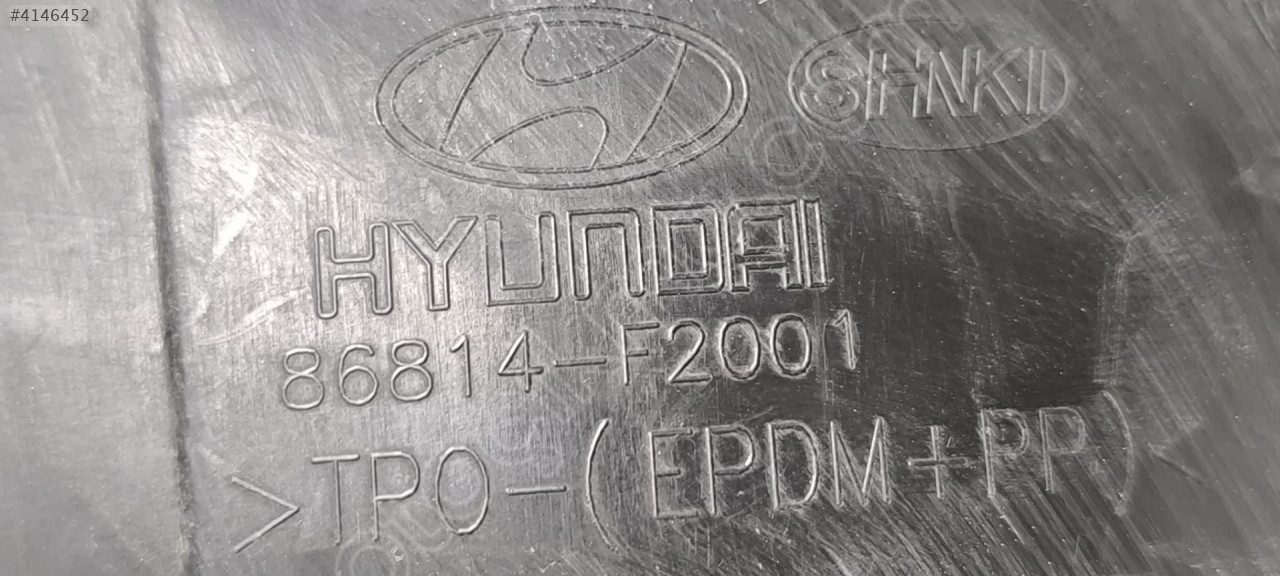 #4146452
SHNKI
HYUNDAI
86814-F2001
>TPO-(EPDM+PP)<